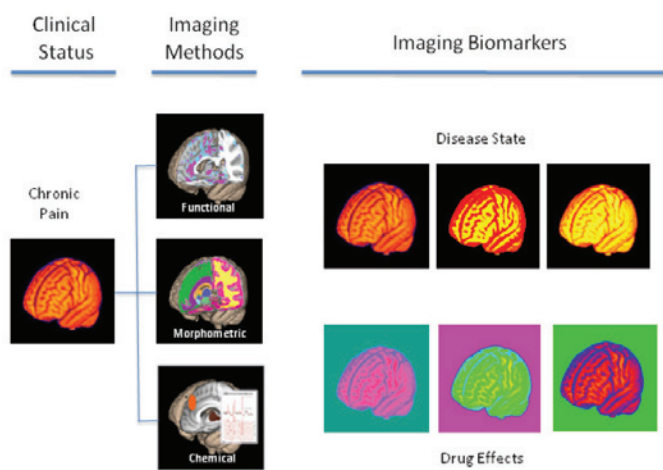 Clinical
Status
Imaging
Methods
Imaging Biomarkers
Chronic
Pain
Functional
Morphometric
Chemical
Disease State
Drug Effects